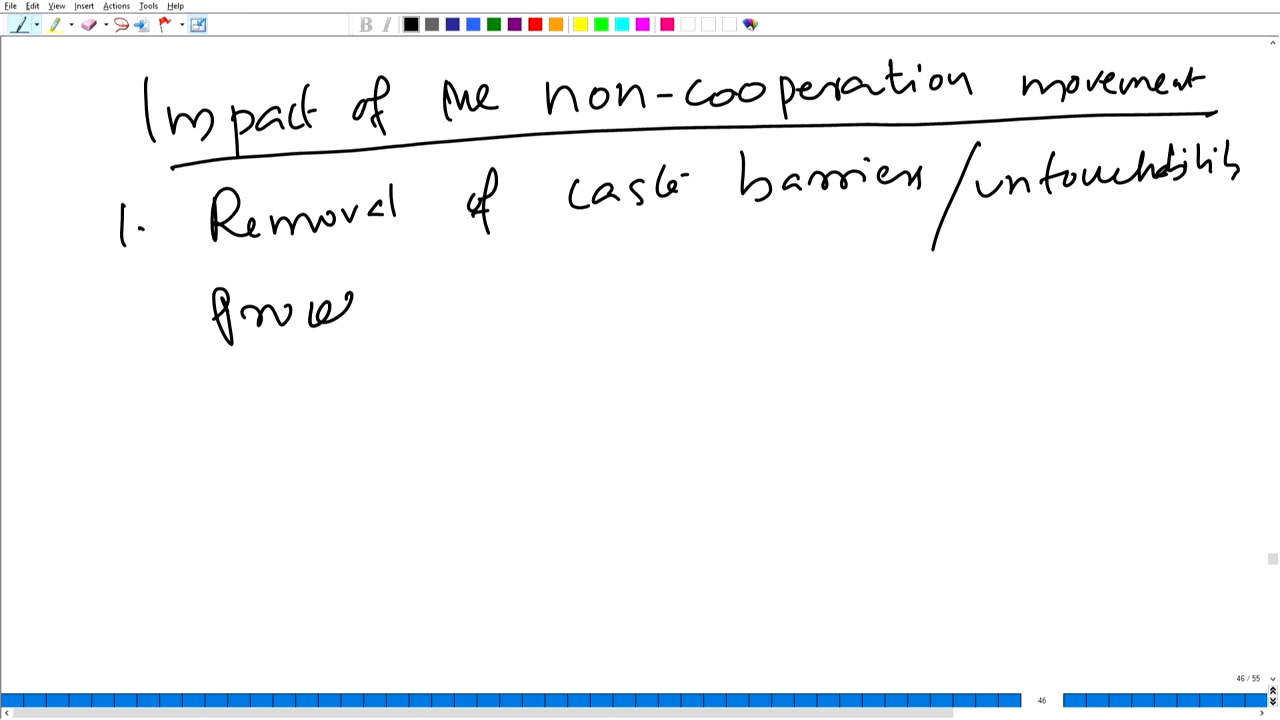 File Edit View Insert Actions Tools Help
B I
Impact of the non-cooperation movement
1. Removal of caste barriers / untouchability
46 / 55
46